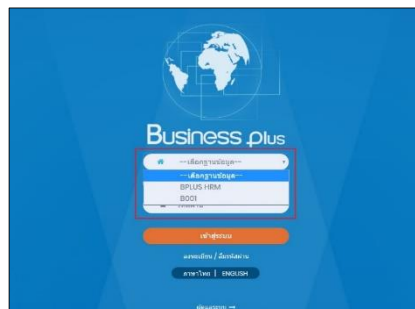 Business Plus
---เลือกฐานข้อมูล---
---เลือกฐานข้อมูล---
BPLUS HRM
B001
เข้าสู่ระบบ
ลงทะเบียน / ลืมรหัสผ่าน
ภาษาไทย | ENGLISH